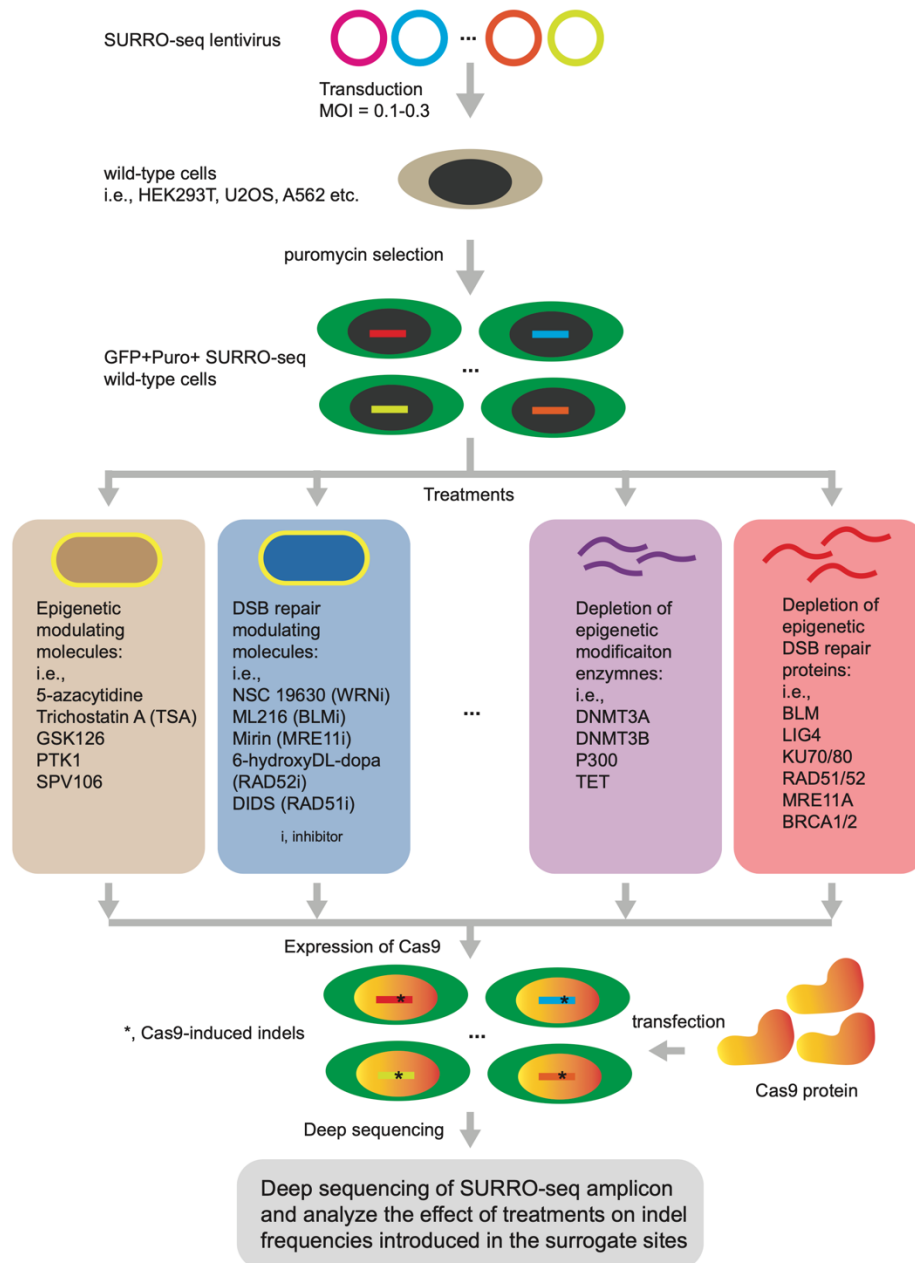 SURRO-seq lentivirus
...
Transduction
MOI = 0.1-0.3
wild-type cells
i.e., HEK293T, U2OS, A562 etc.
puromycin selection
GFP+Puro+ SURRO-seq
wild-type cells
...
Treatments
Epigenetic
modulating
molecules:
i.e.,
5-azacytidine
Trichostatin A (TSA)
GSK126
PTK1
SPV106
DSB repair
modulating
molecules:
i.e.,
NSC 19630 (WRNi)
ML216 (BLMi)
Mirin (MRE11i)
6-hydroxyDL-dopa
(RAD52i)
DIDS (RAD51i)
i, inhibitor
...
Depletion of
epigenetic
modificaiton
enzymnes:
i.e.,
DNMT3A
DNMT3B
P300
TET
Depletion of
epigenetic
DSB repair
proteins:
i.e.,
BLM
LIG4
KU70/80
RAD51/52
MRE11A
BRCA1/2
Expression of Cas9
*, Cas9-induced indels
* *
...
* *
transfection
Cas9 protein
Deep sequencing
Deep sequencing of SURRO-seq amplicon
and analyze the effect of treatments on indel
frequencies introduced in the surrogate sites